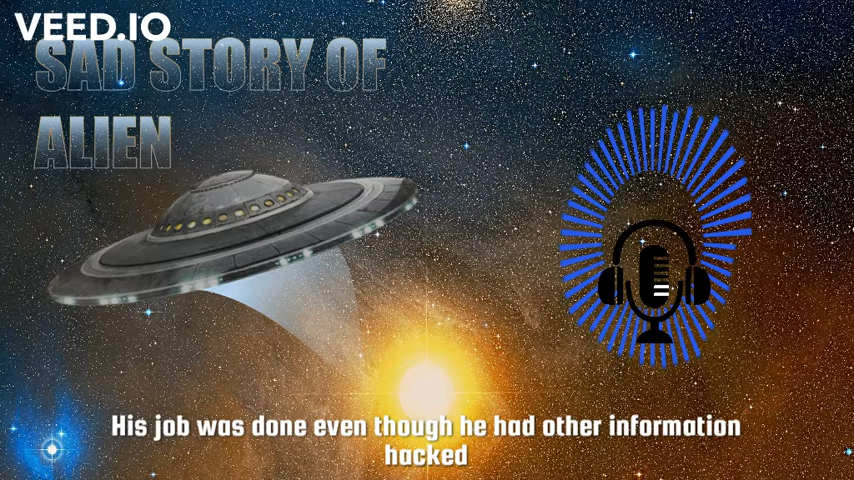 VEED.IO
SAD STORY OF
ALIEN
His job was done even though he had other information
hacked